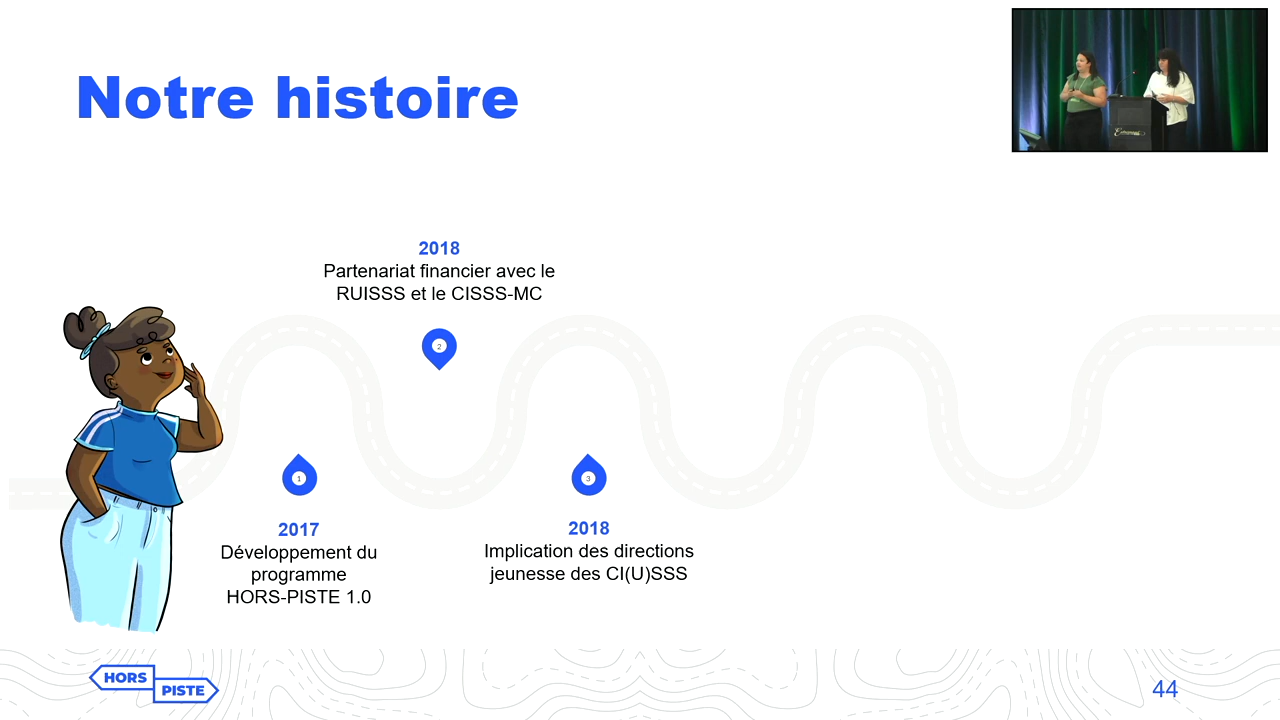 Notre histoire
2018
Partenariat financier avec le
RUISSS et le CISSS-MC
2
1
3
2017
Développement du
programme
HORS-PISTE 1.0
2018
Implication des directions
jeunesse des CI(U)SSS
HORS
PISTE
44